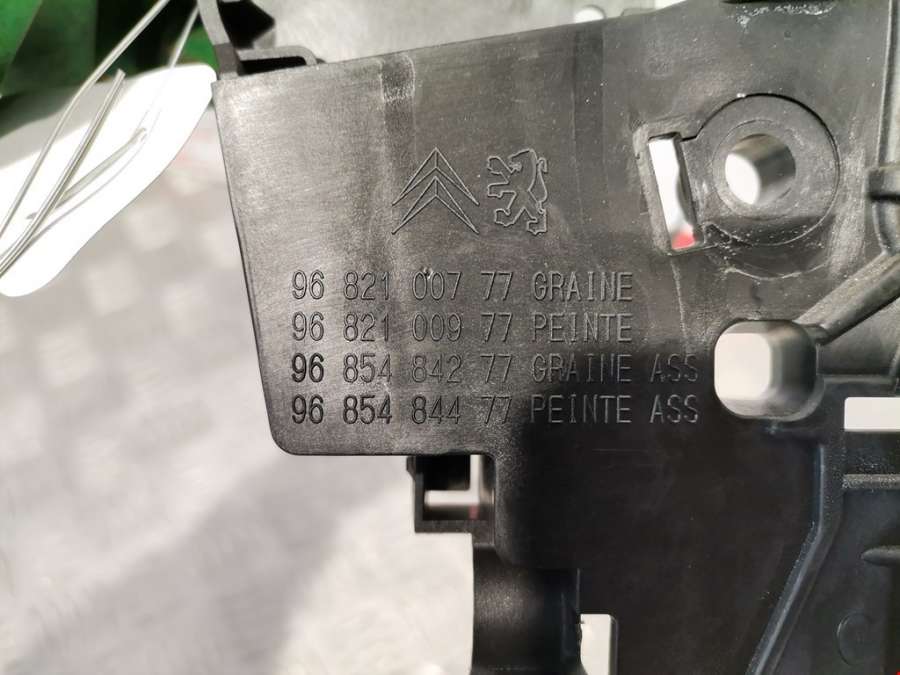 96 821 007 77 GRAINE
96 821 009 77 PEINTE
96 854 842 77 GRAINE ASS
96 854 844 77 PEINTE ASS